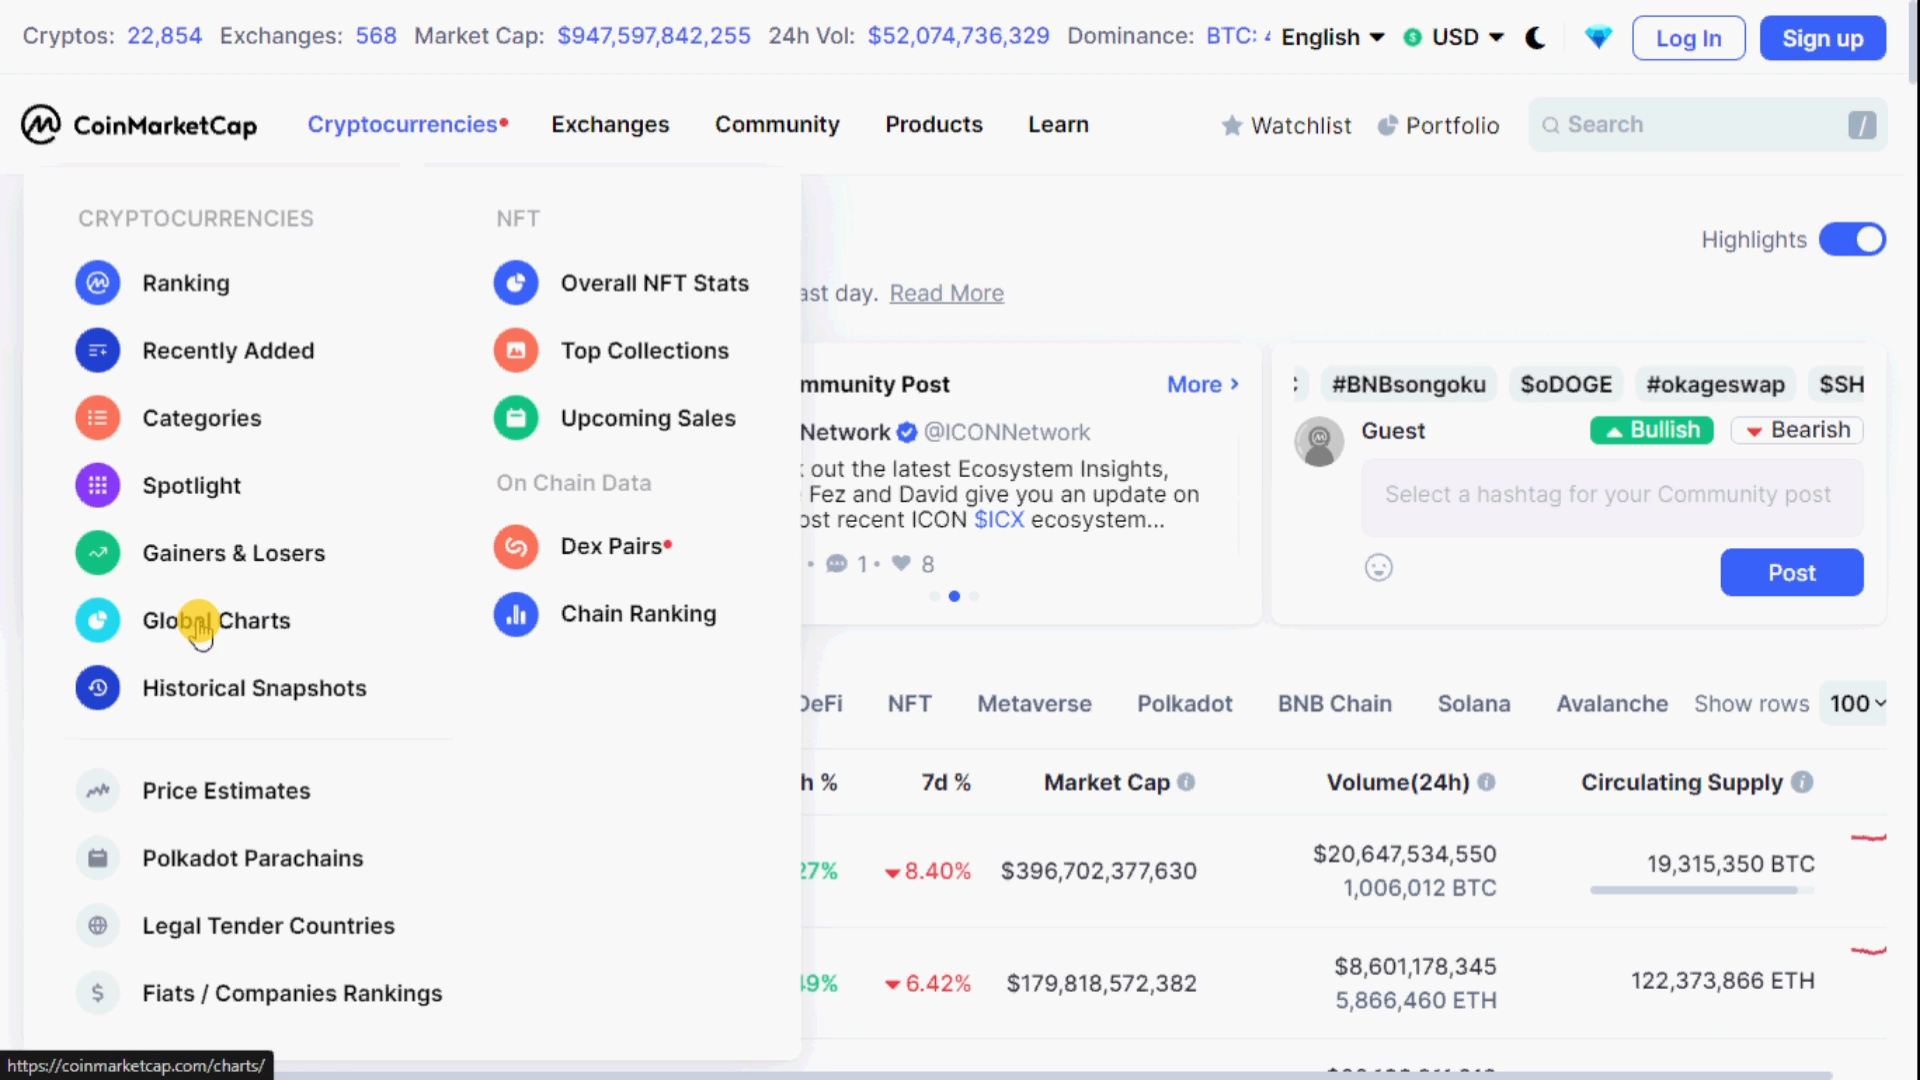 Cryptos: 22,854 Exchanges: 568 Market Cap: $947,597,842,255 24h Vol: $52,074,736,329 Dominance: BTC: English USD Log In Sign up
CoinMarketCap Cryptocurrencies Exchanges Community Products Learn Watchlist Portfolio Search /
CRYPTOCURRENCIES
Ranking
Recently Added
Categories
Spotlight
Gainers & Losers
Global Charts
Historical Snapshots
Price Estimates
Polkadot Parachains
Legal Tender Countries
Fiats / Companies Rankings
NFT
Overall NFT Stats
Top Collections
Upcoming Sales
On Chain Data
Dex Pairs
Chain Ranking
Highlights
ast day. Read More
mmunity Post More
Network @ICONNetwork
out the latest Ecosystem Insights,
Fez and David give you an update on
ost recent ICON $ICX ecosystem...
1 • 8
#BNBsongoku $oDOGE #okageswap $SH
Guest Bullish Bearish
Select a hashtag for your Community post
Post
DeFi NFT Metaverse Polkadot BNB Chain Solana Avalanche Show rows 100
h % 7d % Market Cap Volume(24h) Circulating Supply
27% 8.40% $396,702,377,630 $20,647,534,550 19,315,350 BTC
1,006,012 BTC
49% 6.42% $179,818,572,382 $8,601,178,345 122,373,866 ETH
5,866,460 ETH
https://coinmarketcap.com/charts/